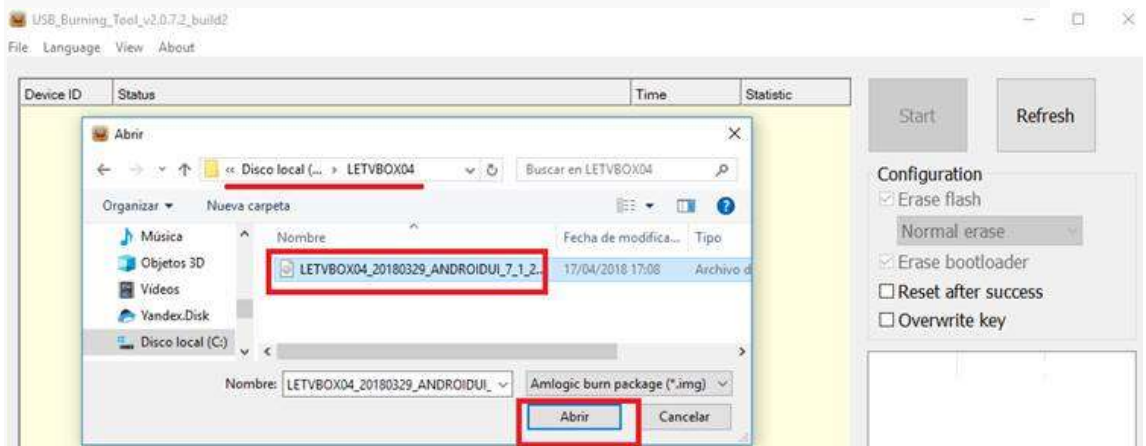 USB_Burning_Tool_v2.0.7.2_build2
File Language View About
Device ID Status Time Statistic
Start Refresh
Abrir
« Disco local (... › LETVBOX04 Buscar en LETVBOX04
Configuration
Organizar Nueva carpeta
Erase flash
Música Nombre Fecha de modifica... Tipo
Normal erase
Objetos 3D LETVBOX04_20180329_ANDROIDUI_7_1_2... 17/04/2018 17:08 Archivo d
Erase bootloader
Vídeos
Reset after success
Yandex.Disk
Overwrite key
Disco local (C:)
Nombre: LETVBOX04_20180329_ANDROIDUI_ Amlogic burn package (*.img)
Abrir Cancelar